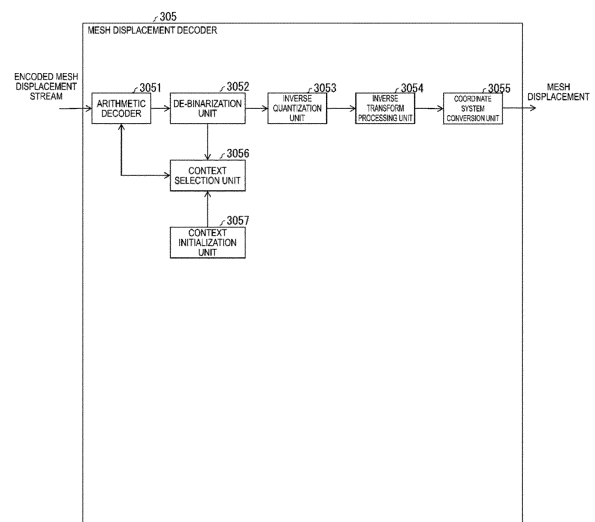 305
MESH DISPLACEMENT DECODER
ENCODED MESH
DISPLACEMENT
STREAM
3051
ARITHMETIC
DECODER
3052
DE-BINARIZATION
UNIT
3053
INVERSE
QUANTIZATION
UNIT
3054
INVERSE
TRANSFORM
PROCESSING UNIT
3055
COORDINATE
SYSTEM
CONVERSION UNIT
MESH
DISPLACEMENT
3056
CONTEXT
SELECTION UNIT
3057
CONTEXT
INITIALIZATION
UNIT